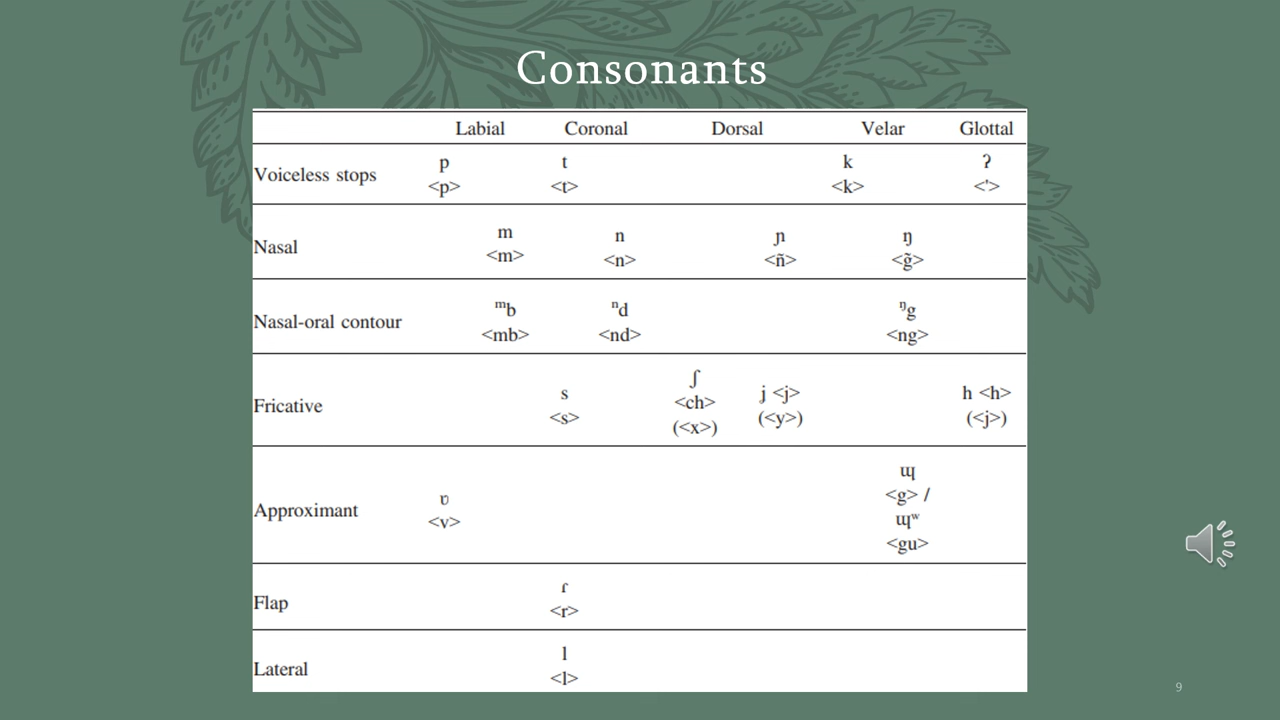 Consonants
Labial Coronal Dorsal Velar Glottal
Voiceless stops
p t k ʔ
<p> <t> <k> <'>
Nasal
m n ɲ ŋ
<m> <n> <ñ> <g̃>
Nasal-oral contour
ᵐb ⁿd ᵑg
<mb> <nd> <ng>
Fricative
s ʃ j <j> h <h>
<s> <ch> (<y>) (<j>)
(<x>)
Approximant
ʋ ɰ
<v> <g> /
ɰʷ
<gu>
Flap
ɾ
<r>
Lateral
l
<l>
9